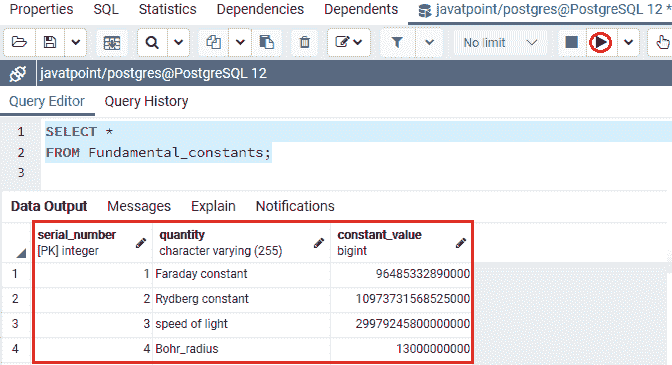 Properties SQL Statistics Dependencies Dependents javatpoint/postgres@PostgreSQL 12 *
No limit
javatpoint/postgres@PostgreSQL 12
Query Editor Query History
1 SELECT *
2 FROM Fundamental_constants;
3
Data Output Messages Explain Notifications
serial_number quantity constant_value
[PK] integer character varying (255) bigint
1 1 Faraday constant 96485332890000
2 2 Rydberg constant 10973731568525000
3 3 speed of light 29979245800000000
4 4 Bohr_radius 13000000000